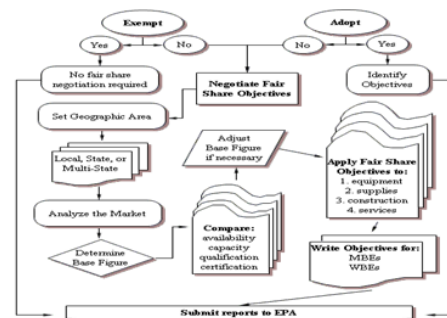 Exempt
Adopt
Yes
No
No
Yes
No fair share
negotiation required
Negotiate Fair
Share Objectives
Identify
Objectives
Set Geographic Area
Local, State, or
Multi-State
Adjust
Base Figure
if necessary
Apply Fair Share
Objectives to:
1. equipment
2. supplies
3. construction
4. services
Analyze the Market
Compare:
availability
capacity
qualification
certification
Determine
Base Figure
Write Objectives for:
MBEs
WBEs
Submit reports to EPA